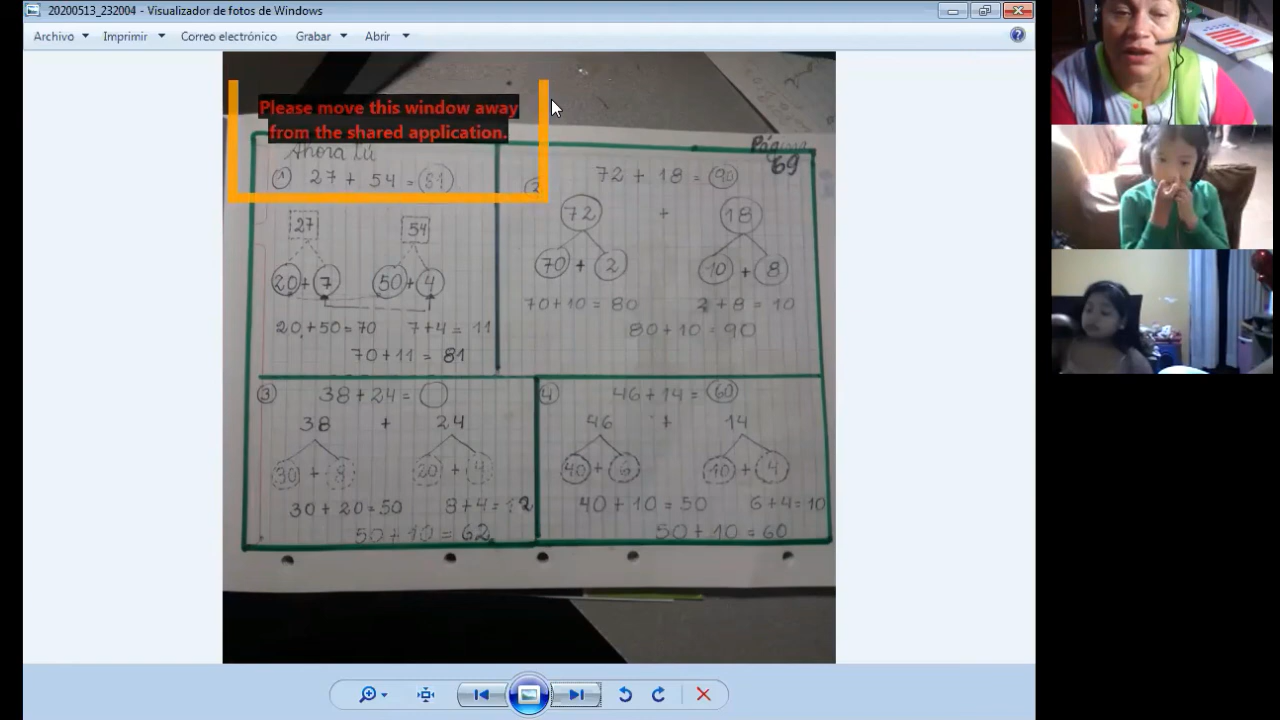 20200513_232004 - Visualizador de fotos de Windows
Archivo Imprimir Correo electrónico Grabar Abrir
Please move this window away
from the shared application.
Ahora tú
Página
69
① 27 + 54 = 81
27 54
20 + 7 50 + 4
20 + 50 = 70 7 + 4 = 11
70 + 11 = 81
2 72 + 18 = 90
72 + 18
70 + 2 10 + 8
70 + 10 = 80 2 + 8 = 10
80 + 10 = 90
③ 38 + 24 =
38 + 24
30 + 8 20 + 4
30 + 20 = 50 8 + 4 = 12
50 + 10 = 62
④ 46 + 14 = 60
46 + 14
40 + 6 10 + 4
40 + 10 = 50 6 + 4 = 10
50 + 10 = 60